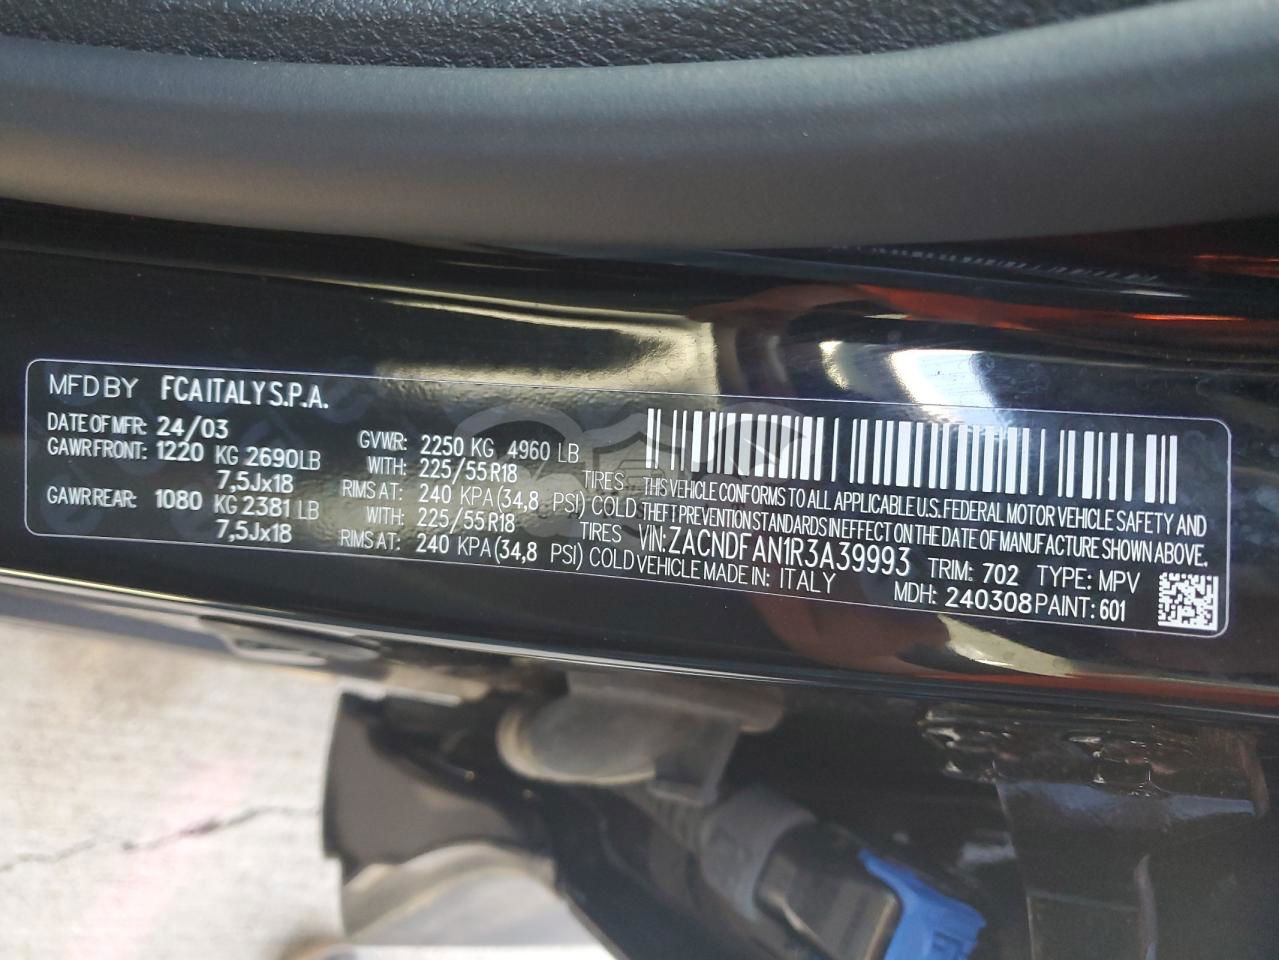 MFD BY FCA ITALY S.P.A.
DATE OF MFR: 24/03 GVWR: 2250 KG 4960 LB
GAWR FRONT: 1220 KG 2690 LB WITH: 225/55 R18 TIRES
7,5Jx18 RIMS AT: 240 KPA (34,8 PSI) COLD
GAWR REAR: 1080 KG 2381 LB WITH: 225/55 R18 TIRES
7,5Jx18 RIMS AT: 240 KPA (34,8 PSI) COLD
THIS VEHICLE CONFORMS TO ALL APPLICABLE U.S. FEDERAL MOTOR VEHICLE SAFETY AND
THEFT PREVENTION STANDARDS IN EFFECT ON THE DATE OF MANUFACTURE SHOWN ABOVE.
VIN: ZACNDFAN1R3A39993 TRIM: 702 TYPE: MPV
VEHICLE MADE IN: ITALY MDH: 240308 PAINT: 601